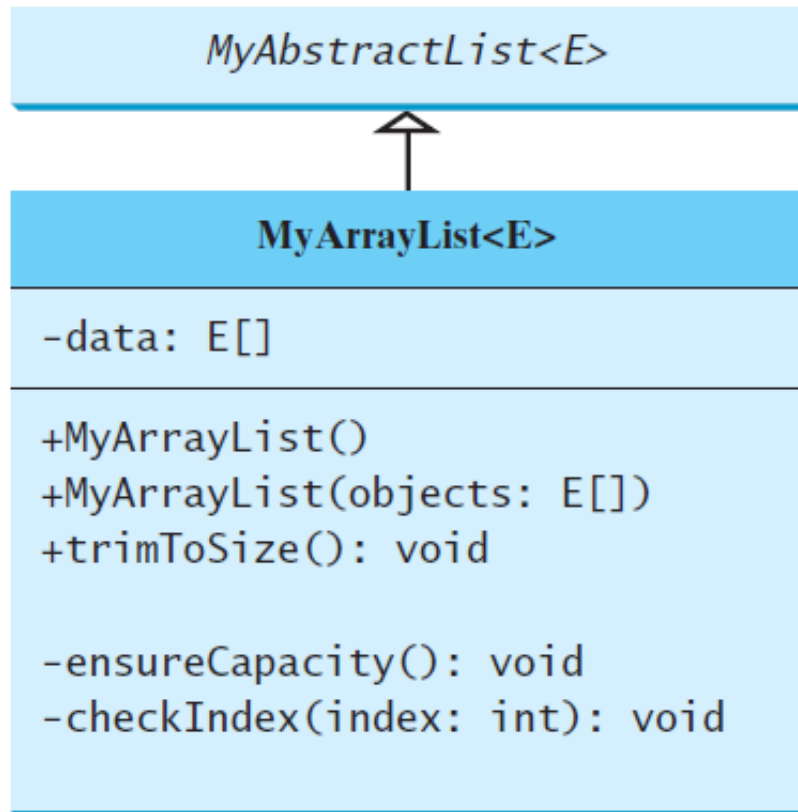 MyAbstractList<E>
MyArrayList<E>
-data: E[]
+MyArrayList()
+MyArrayList(objects: E[])
+trimToSize(): void
-ensureCapacity(): void
-checkIndex(index: int): void